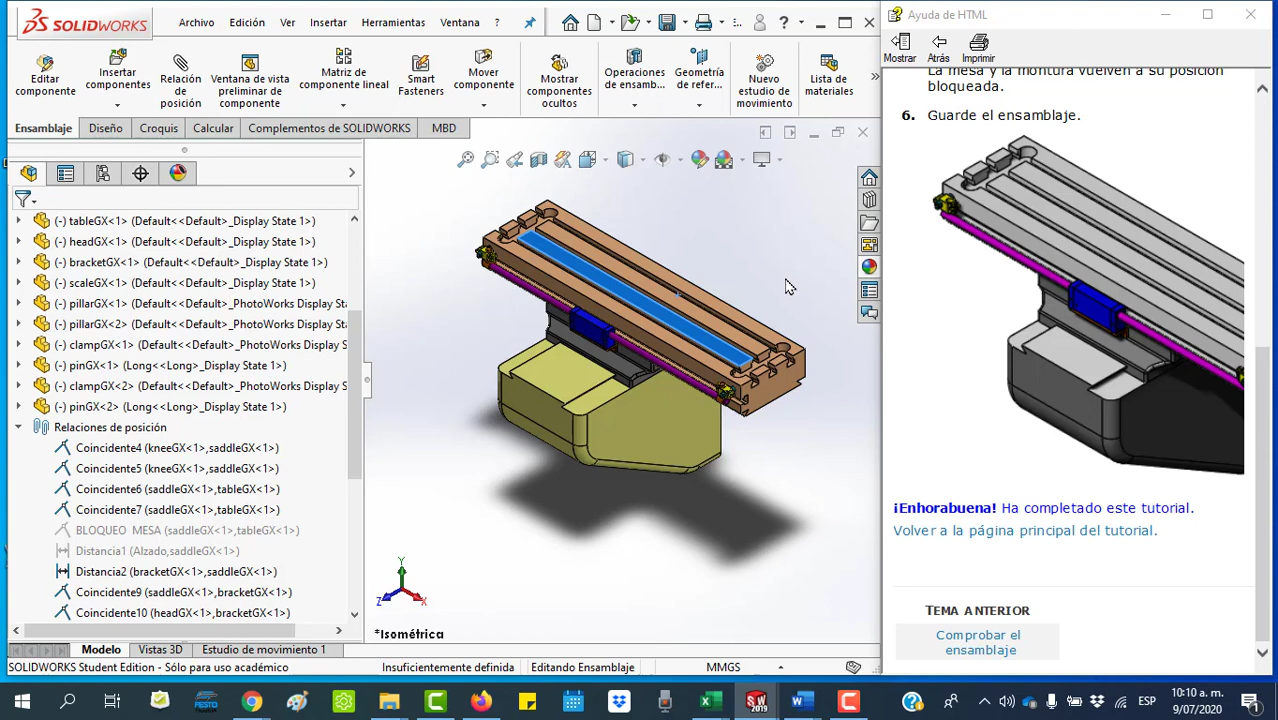 SOLIDWORKS
Archivo Edición Ver Insertar Herramientas Ventana ?
Editar componente
Insertar componentes
Relación de posición
Ventana de vista preliminar de componente
Matriz de componente lineal
Smart Fasteners
Mover componente
Mostrar componentes ocultos
Operaciones de ensamb...
Geometría de refer...
Nuevo estudio de movimiento
Lista de materiales
Ensamblaje Diseño Croquis Calcular Complementos de SOLIDWORKS MBD
(-) tableGX<1> (Default<<Default>_Display State 1>)
(-) headGX<1> (Default<<Default>_Display State 1>)
(-) bracketGX<1> (Default<<Default>_Display State 1>)
(-) scaleGX<1> (Default<<Default>_Display State 1>)
(-) pillarGX<1> (Default<<Default>_PhotoWorks Display St
(-) pillarGX<2> (Default<<Default>_PhotoWorks Display St
(-) clampGX<1> (Default<<Default>_PhotoWorks Display St
(-) pinGX<1> (Long<<Long>_Display State 1>)
(-) clampGX<2> (Default<<Default>_PhotoWorks Display St
(-) pinGX<2> (Long<<Long>_Display State 1>)
Relaciones de posición
Coincidente4 (kneeGX<1>,saddleGX<1>)
Coincidente5 (kneeGX<1>,saddleGX<1>)
Coincidente6 (saddleGX<1>,tableGX<1>)
Coincidente7 (saddleGX<1>,tableGX<1>)
BLOQUEO MESA (saddleGX<1>,tableGX<1>)
Distancia1 (Alzado,saddleGX<1>)
Distancia2 (bracketGX<1>,saddleGX<1>)
Coincidente9 (saddleGX<1>,bracketGX<1>)
Coincidente10 (headGX<1>,bracketGX<1>)
Y
Z
X
*Isométrica
Modelo Vistas 3D Estudio de movimiento 1
SOLIDWORKS Student Edition - Sólo para uso académico Insuficientemente definida Editando Ensamblaje MMGS
Ayuda de HTML
Mostrar Atrás Imprimir
La mesa y la montura vuelven a su posición
bloqueada.
6. Guarde el ensamblaje.
¡Enhorabuena! Ha completado este tutorial.
Volver a la página principal del tutorial.
TEMA ANTERIOR
Comprobar el
ensamblaje
FESTO
SW
2019
ESP
10:10 a. m.
9/07/2020
1